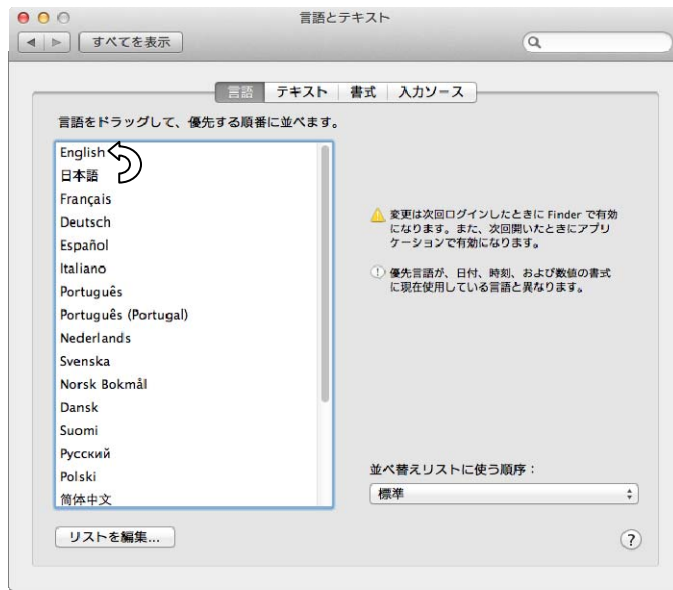 言語とテキスト
すべてを表示
言語 テキスト 書式 入力ソース
言語をドラッグして、優先する順番に並べます。
English
日本語
Français
Deutsch
Español
Italiano
Português
Português (Portugal)
Nederlands
Svenska
Norsk Bokmål
Dansk
Suomi
Русский
Polski
简体中文
変更は次回ログインしたときに Finder で有効
になります。また、次回開いたときにアプリ
ケーションで有効になります。
優先言語が、日付、時刻、および数値の書式
に現在使用している言語と異なります。
並べ替えリストに使う順序：
標準
リストを編集...
?